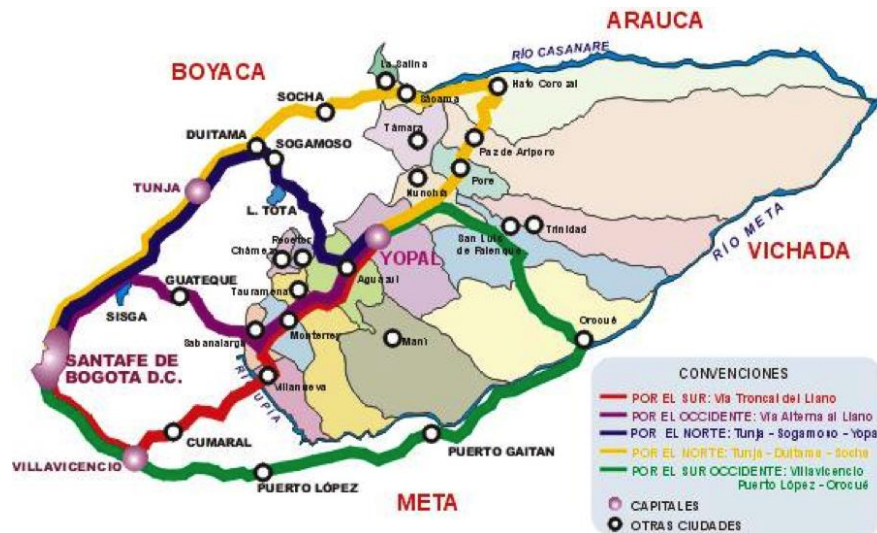 ARAUCA
RÍO CASANARE
BOYACA
La Salina
Hato Corozal
SOCHA
Sácama
Támara
DUITAMA
SOGAMOSO
Paz de Ariporo
Pore
TUNJA
Nunchía
L. TOTA
San Luis
de Palenque
Trinidad
RÍO META
Recetor
Chámeza
YOPAL
VICHADA
GUATEQUE
Aguazul
Tauramena
SISGA
Orocué
Sabanalarga
Monterrey
Maní
SANTAFE DE
BOGOTA D.C.
Villanueva
UPIA
CUMARAL
VILLAVICENCIO
PUERTO GAITAN
PUERTO LÓPEZ
META
CONVENCIONES
POR EL SUR: Vía Troncal del Llano
POR EL OCCIDENTE: Vía Alterna al Llano
POR EL NORTE: Tunja - Sogamoso - Yopa
POR EL NORTE: Tunja - Duitama - Socha
POR EL SUR OCCIDENTE: Villavicencio
Puerto López - Orocué
CAPITALES
OTRAS CIUDADES